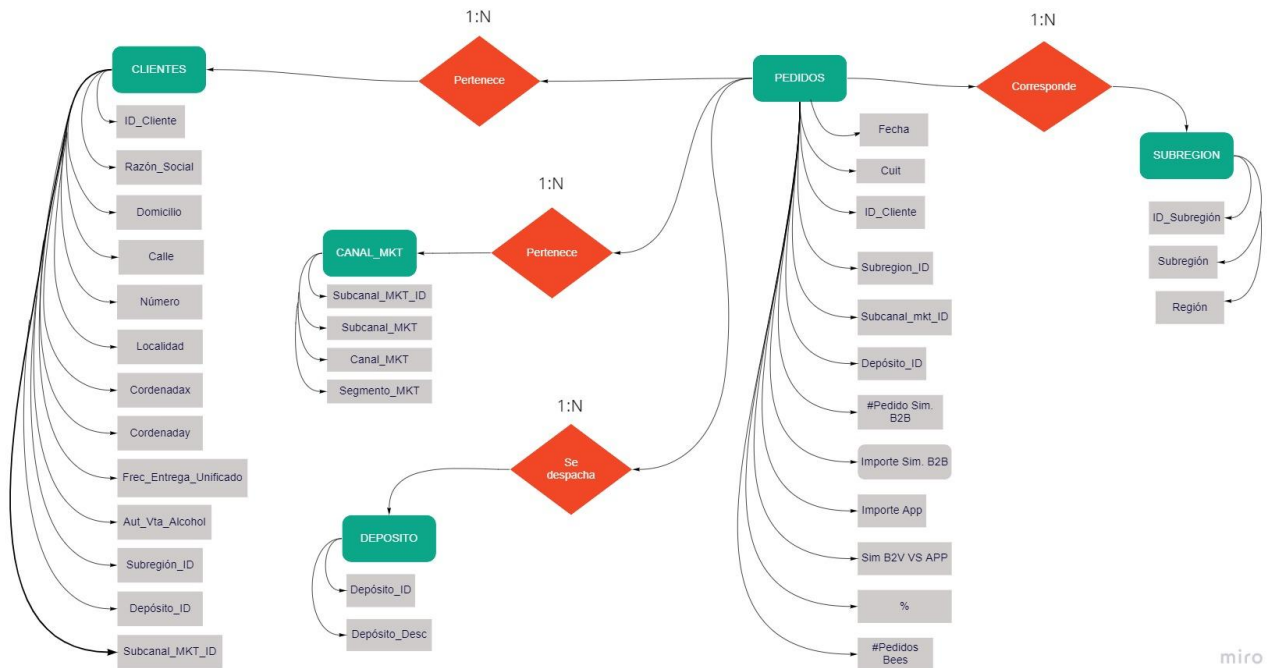 1:N
1:N
CLIENTES
Pertenece
PEDIDOS
Corresponde
ID_Cliente
Razón_Social
Domicilio
Calle
Número
Localidad
Cordenadax
Cordenaday
Frec_Entrega_Unificado
Aut_Vta_Alcohol
Subregión_ID
Depósito_ID
Subcanal_MKT_ID
1:N
CANAL_MKT
Pertenece
Subcanal_MKT_ID
Subcanal_MKT
Canal_MKT
Segmento_MKT
1:N
Se
despacha
DEPOSITO
Depósito_ID
Depósito_Desc
Fecha
Cuit
ID_Cliente
Subregion_ID
Subcanal_mkt_ID
Depósito_ID
#Pedido Sim.
B2B
Importe Sim. B2B
Importe App
Sim B2V VS APP
%
#Pedidos
Bees
SUBREGION
ID_Subregión
Subregión
Región
miro